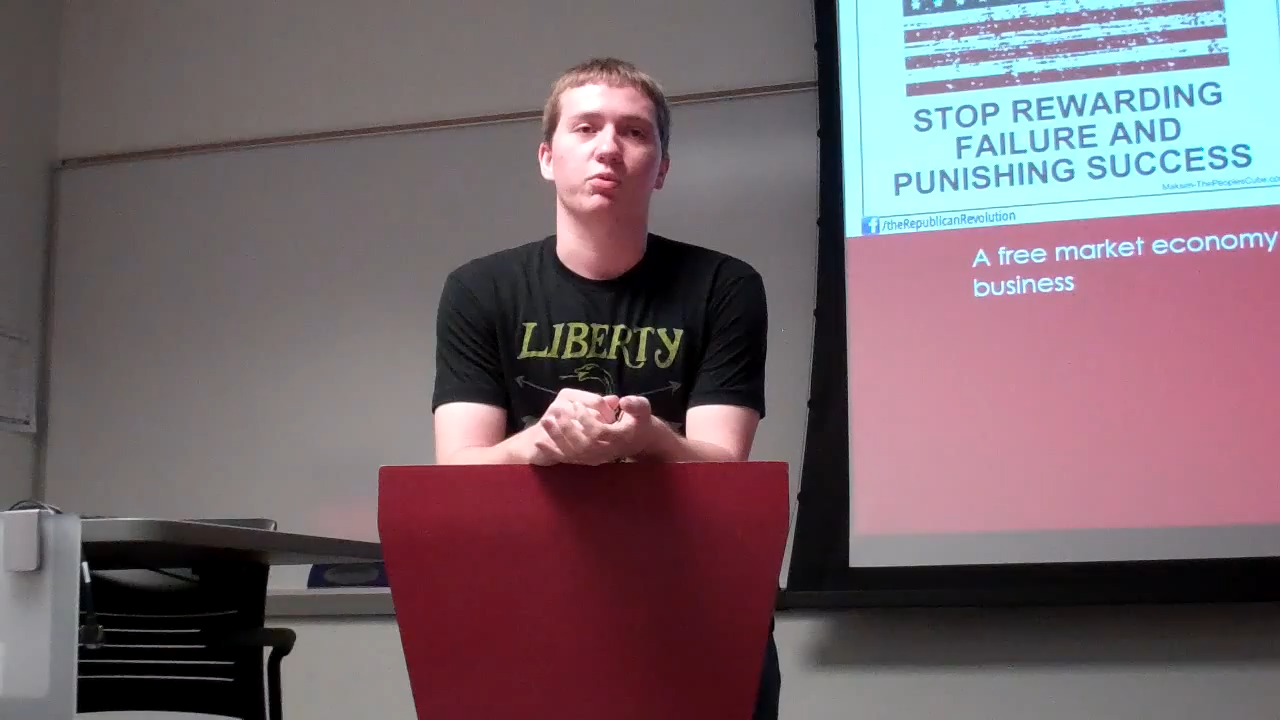 LIBERTY
STOP REWARDING
FAILURE AND
PUNISHING SUCCESS
/theRepublicanRevolution
A free market economy
business